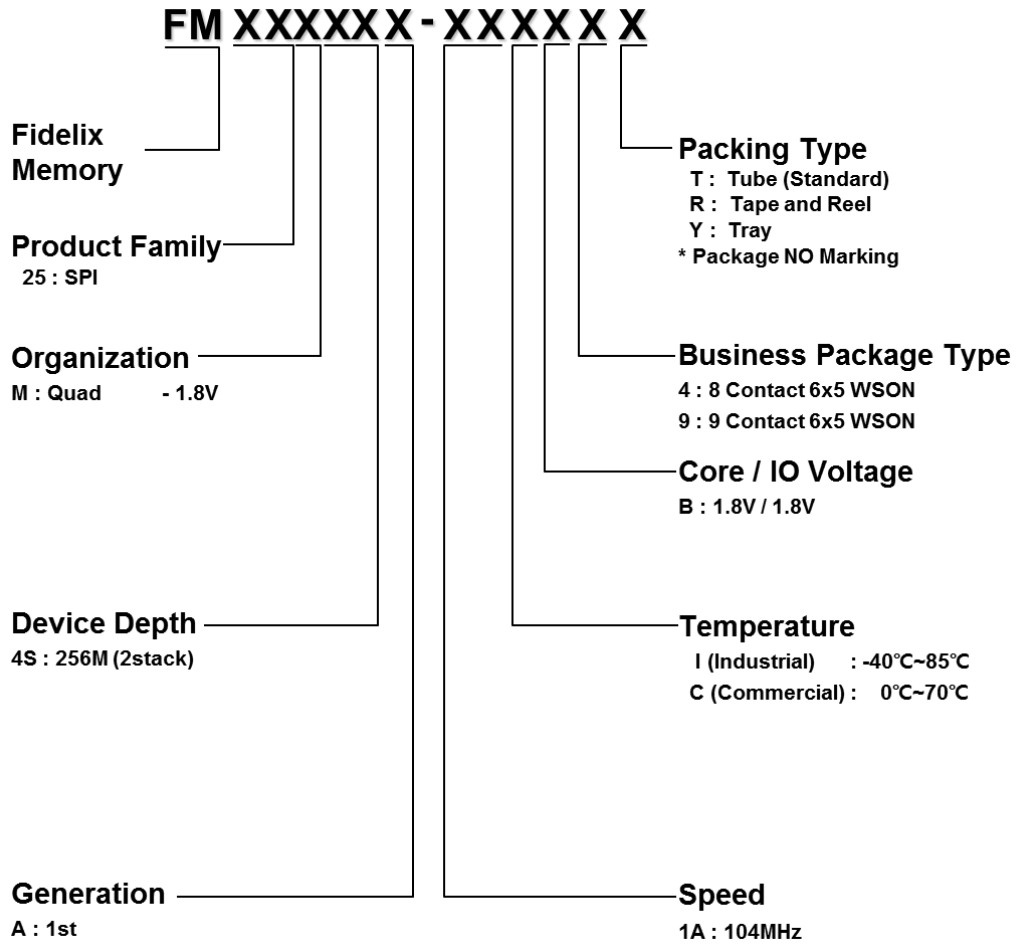 FM XXXXXX - XXXXXX
Fidelix
Memory
Product Family
25 : SPI
Organization
M : Quad - 1.8V
Device Depth
4S : 256M (2stack)
Generation
A : 1st
Packing Type
T : Tube (Standard)
R : Tape and Reel
Y : Tray
* Package NO Marking
Business Package Type
4 : 8 Contact 6x5 WSON
9 : 9 Contact 6x5 WSON
Core / IO Voltage
B : 1.8V / 1.8V
Temperature
I (Industrial) : -40℃~85℃
C (Commercial) : 0℃~70℃
Speed
1A : 104MHz